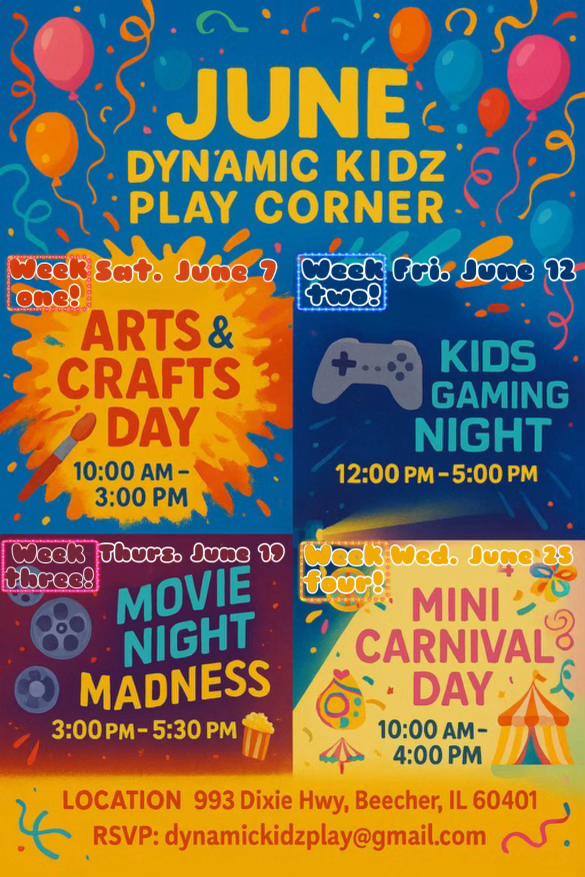 JUNE
DYNAMIC KIDZ
PLAY CORNER
Week one!
Sat. June 7
ARTS &
CRAFTS
DAY
10:00 AM –
3:00 PM
Week two!
Fri. June 12
KIDS
GAMING
NIGHT
12:00 PM – 5:00 PM
Week three!
Thurs. June 19
MOVIE
NIGHT
MADNESS
3:00 PM – 5:30 PM
Week four!
Wed. June 25
MINI
CARNIVAL
DAY
10:00 AM–
4:00 PM
LOCATION 993 Dixie Hwy, Beecher, IL 60401
RSVP: dynamickidzplay@gmail.com